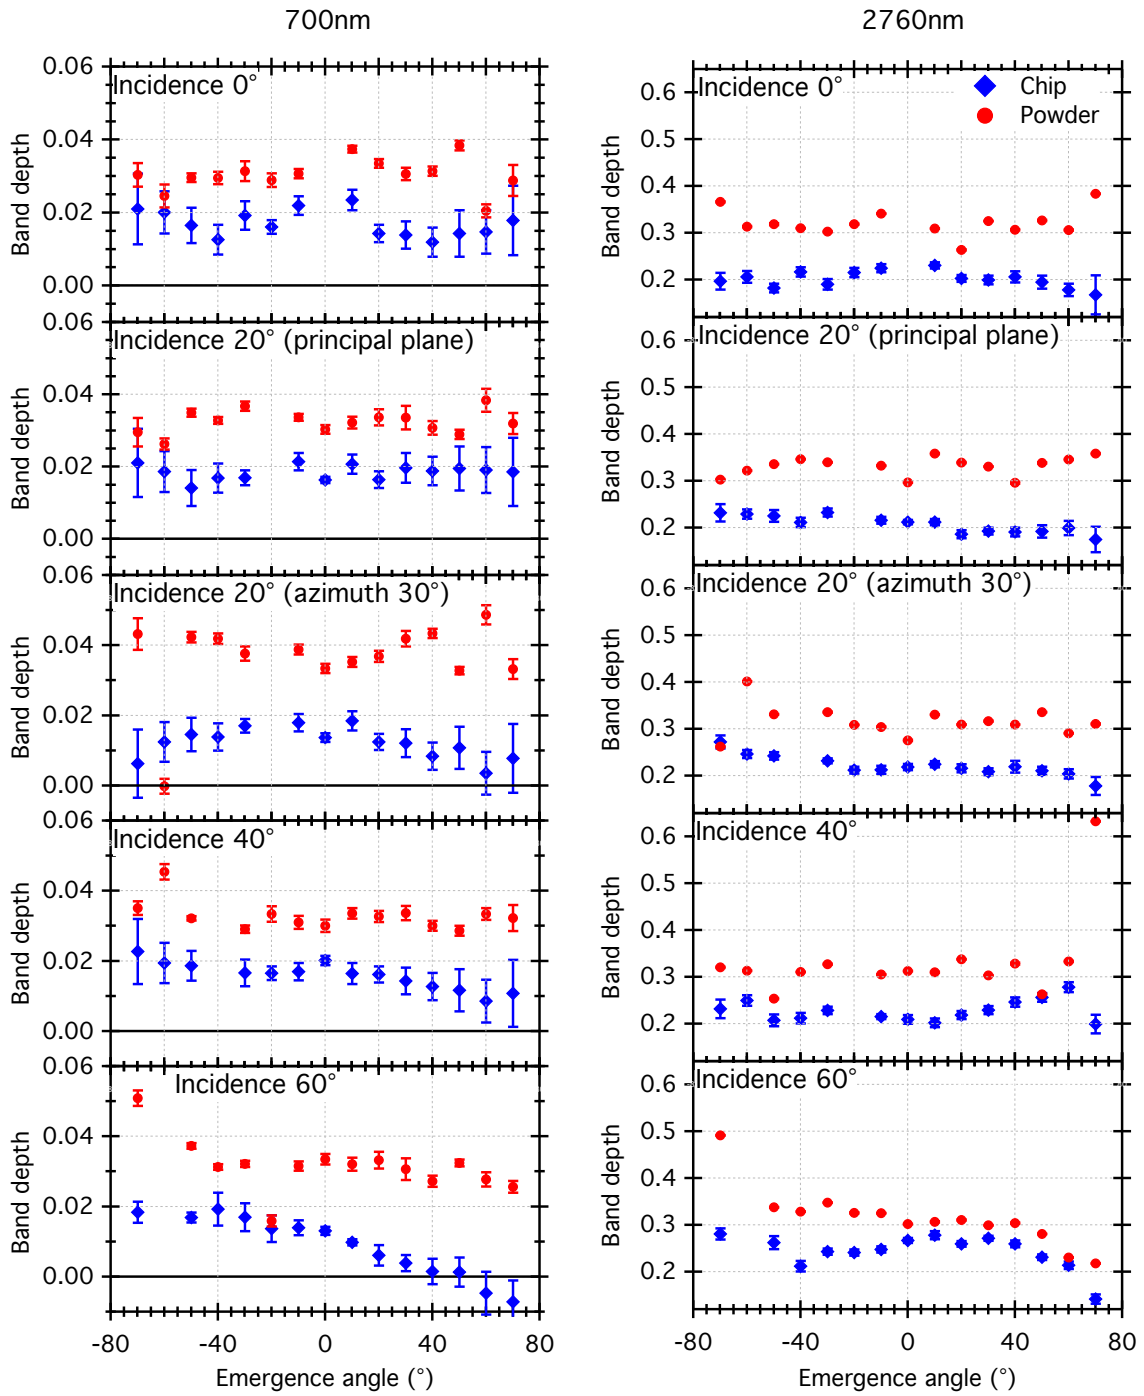 700nm
2760nm
0.06
0.04
0.02
0.00
Band depth
Incidence 0°
0.6
0.5
0.4
0.3
0.2
Band depth
Incidence 0°
Chip
Powder
0.06
0.04
0.02
0.00
Band depth
Incidence 20° (principal plane)
0.6
0.5
0.4
0.3
0.2
Band depth
Incidence 20° (principal plane)
0.06
0.04
0.02
0.00
Band depth
Incidence 20° (azimuth 30°)
0.6
0.5
0.4
0.3
0.2
Band depth
Incidence 20° (azimuth 30°)
0.06
0.04
0.02
0.00
Band depth
Incidence 40°
0.6
0.5
0.4
0.3
0.2
Band depth
Incidence 40°
0.06
0.04
0.02
0.00
Band depth
Incidence 60°
0.6
0.5
0.4
0.3
0.2
Band depth
Incidence 60°
-80 -40 0 40 80
Emergence angle (°)
-80 -40 0 40 80
Emergence angle (°)